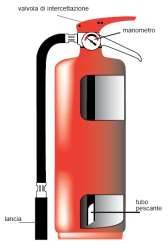 valvola di intercettazione
manometro
tubo
pescante
lancia